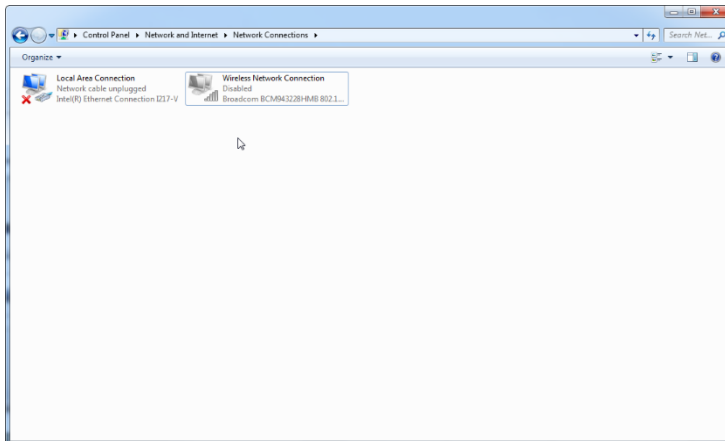 Control Panel ▸ Network and Internet ▸ Network Connections ▸
Search Net...
Organize
Local Area Connection
Network cable unplugged
Intel(R) Ethernet Connection I217-V
Wireless Network Connection
Disabled
Broadcom BCM943228HMB 802.1...